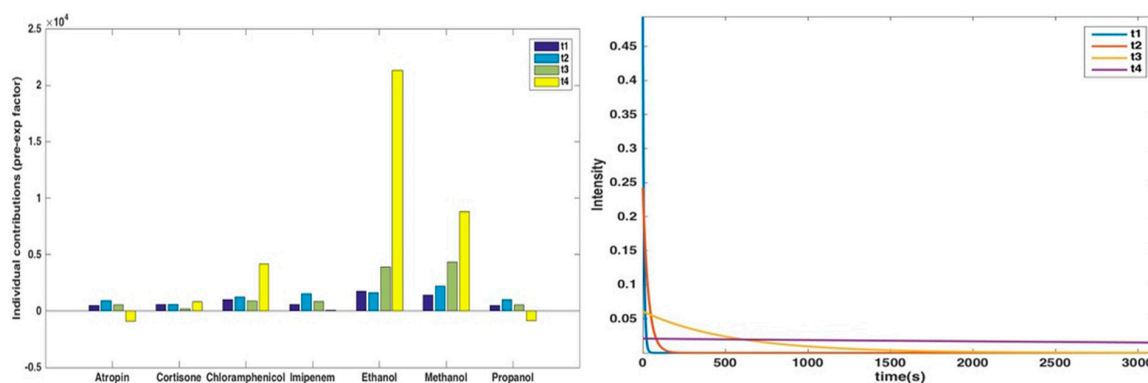 ×10⁴
2.5
2
1.5
1
0.5
0
-0.5
Individual contributions (pre-exp factor)
t1
t2
t3
t4
Atropin Cortisone Chloramphenicol Imipenem Ethanol Methanol Propanol
0.45
0.4
0.35
0.3
0.25
0.2
0.15
0.1
0.05
Intensity
t1
t2
t3
t4
0 500 1000 1500 2000 2500 3000
time(s)